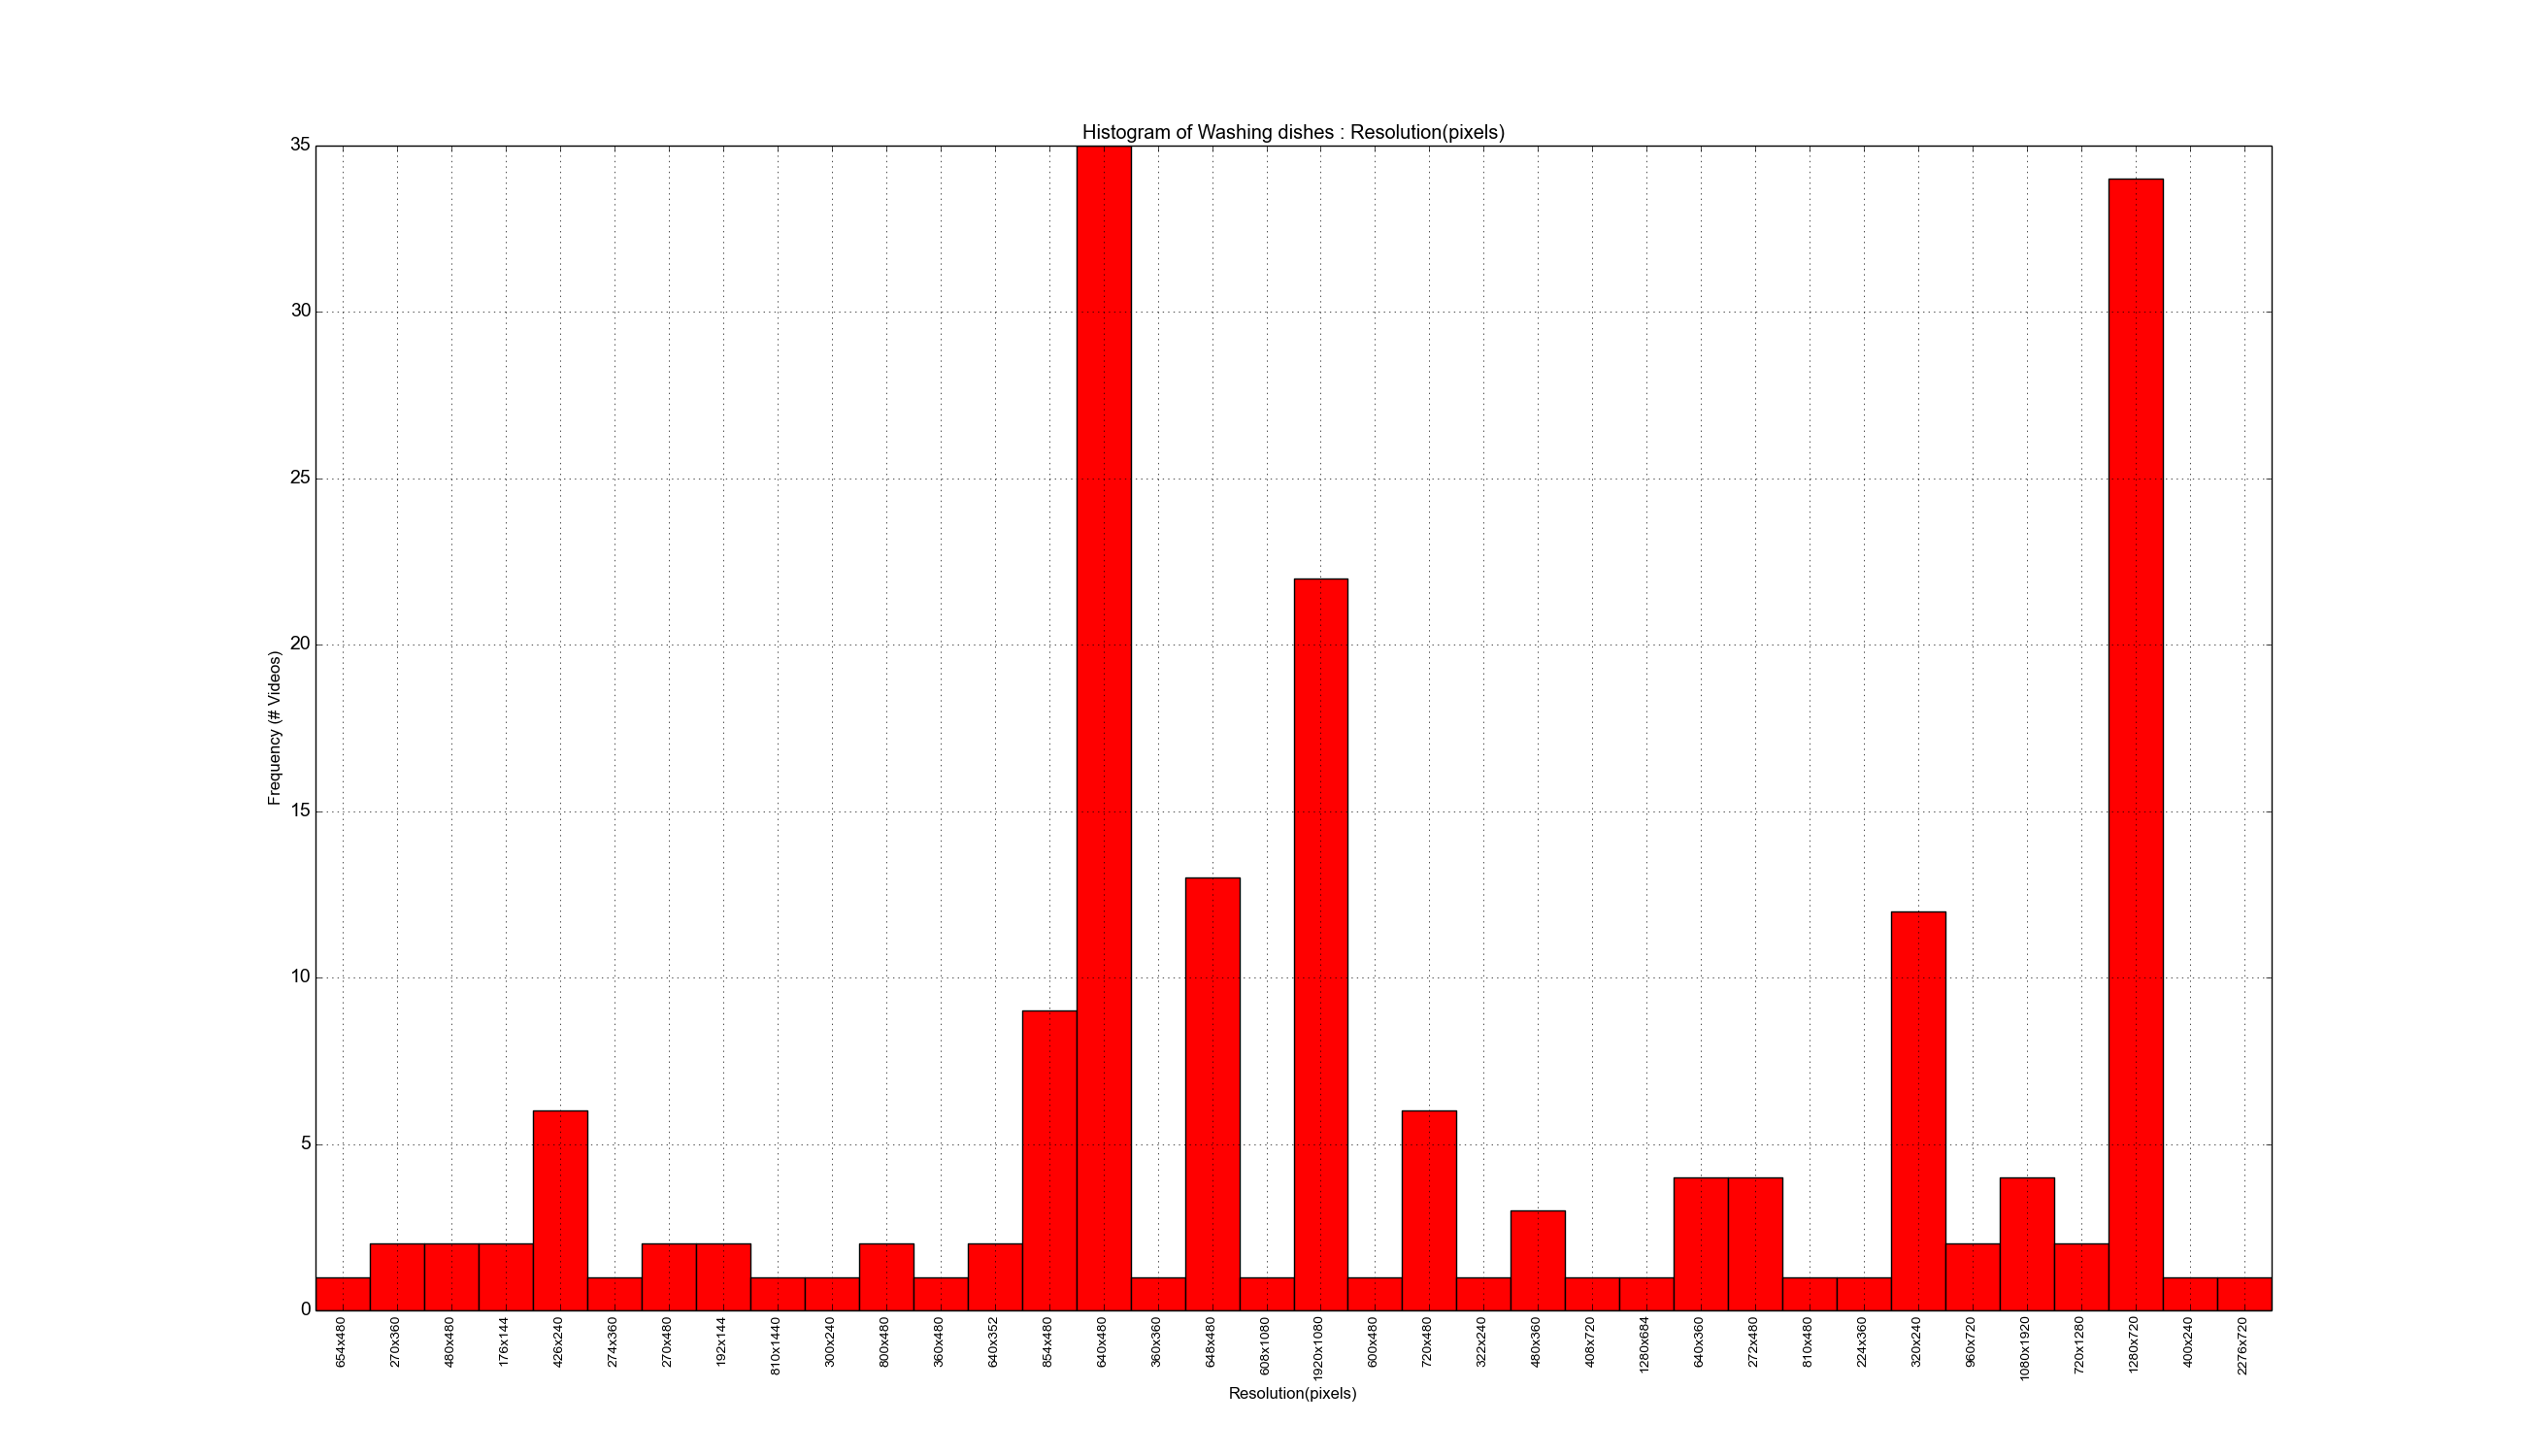 Histogram of Washing dishes : Resolution(pixels)
35
30
25
20
15
10
5
0
Frequency (# Videos)
654x480
270x360
480x480
176x144
426x240
274x360
270x480
192x144
810x1440
300x240
800x480
360x480
640x352
854x480
640x480
360x360
648x480
608x1080
1920x1080
600x480
720x480
322x240
480x360
408x720
1280x684
640x360
272x480
810x480
224x360
320x240
960x720
1080x1920
720x1280
1280x720
400x240
2276x720
Resolution(pixels)